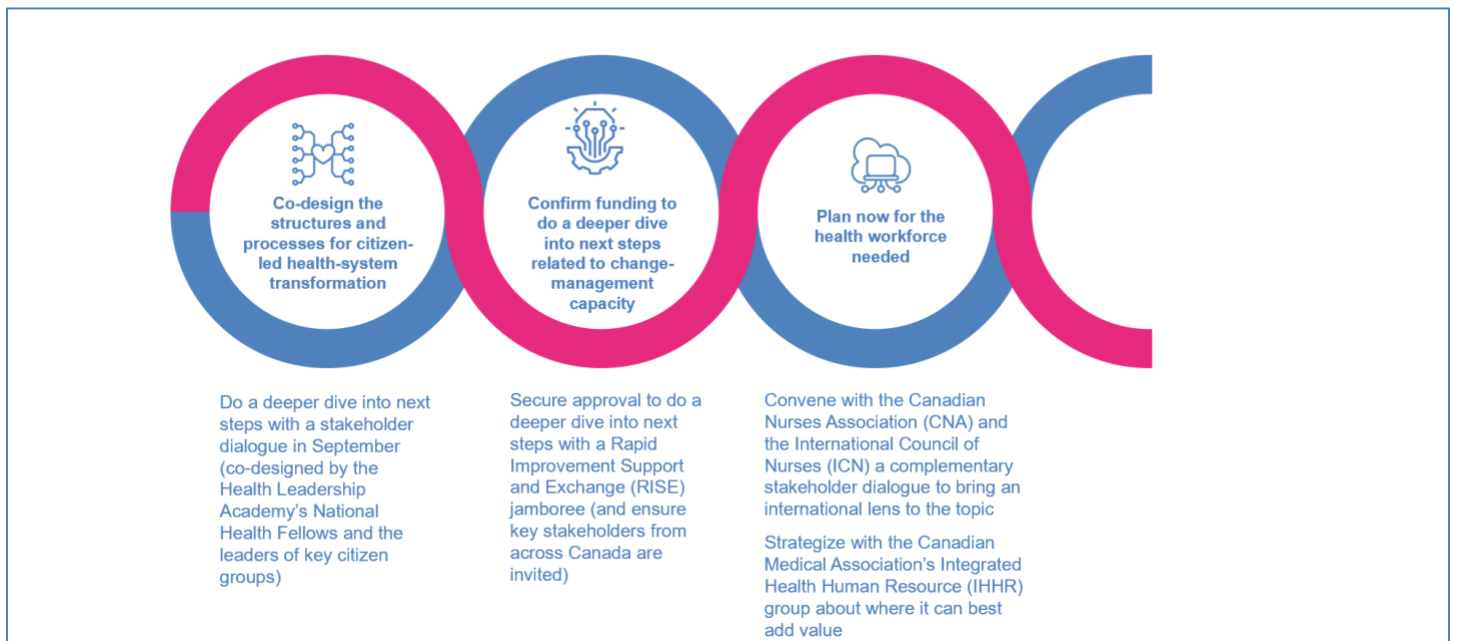 Co-design the
structures and
processes for citizen-
led health-system
transformation
Confirm funding to
do a deeper dive
into next steps
related to change-
management
capacity
Plan now for the
health workforce
needed
Do a deeper dive into next
steps with a stakeholder
dialogue in September
(co-designed by the
Health Leadership
Academy's National
Health Fellows and the
leaders of key citizen
groups)
Secure approval to do a
deeper dive into next
steps with a Rapid
Improvement Support
and Exchange (RISE)
jamboree (and ensure
key stakeholders from
across Canada are
invited)
Convene with the Canadian
Nurses Association (CNA) and
the International Council of
Nurses (ICN) a complementary
stakeholder dialogue to bring an
international lens to the topic
Strategize with the Canadian
Medical Association's Integrated
Health Human Resource (IHHR)
group about where it can best
add value